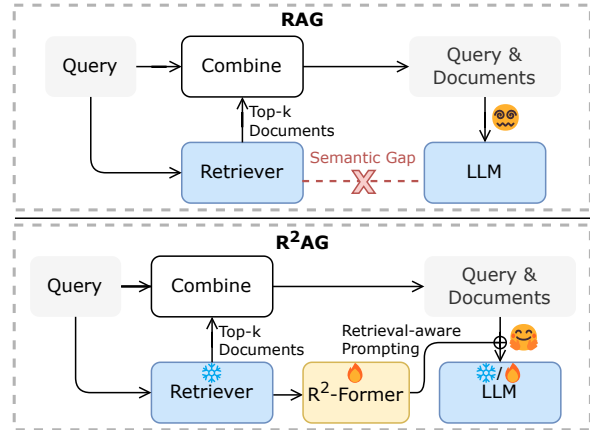 RAG
Query
Combine
Query &
Documents
Top-k
Documents
Retriever
Semantic Gap
LLM
R²AG
Query
Combine
Query &
Documents
Top-k
Documents
Retrieval-aware
Prompting
Retriever
R²-Former
/
LLM